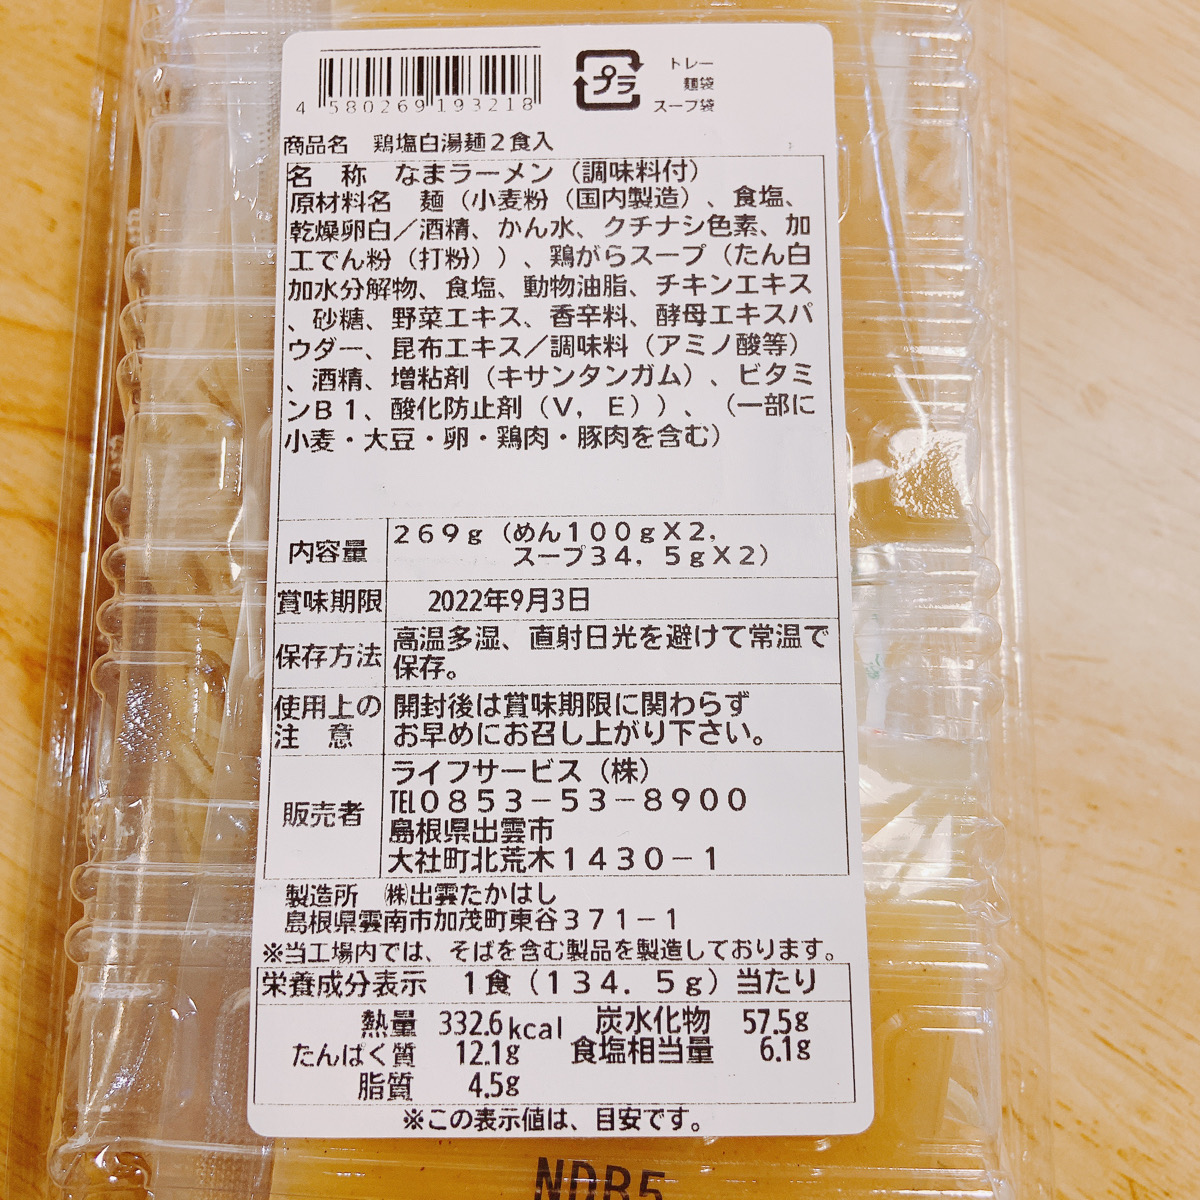 4 580269 193218
プラ
トレー
麺袋
スープ袋
商品名 鶏塩白湯麺2食入
名 称 なまラーメン(調味料付)
原材料名 麺(小麦粉(国内製造)、食塩、
乾燥卵白/酒精、かん水、クチナシ色素、加
工でん粉(打粉))、鶏がらスープ(たん白
加水分解物、食塩、動物油脂、チキンエキス
、砂糖、野菜エキス、香辛料、酵母エキスパ
ウダー、昆布エキス/調味料(アミノ酸等)
、酒精、増粘剤(キサンタンガム)、ビタミ
ンB1、酸化防止剤(V,E))、(一部に
小麦・大豆・卵・鶏肉・豚肉を含む)
内容量 269g(めん100gX2,
スープ34,5gX2)
賞味期限 2022年9月3日
保存方法 高温多湿、直射日光を避けて常温で
保存。
使用上の 開封後は賞味期限に関わらず
注 意 お早めにお召し上がり下さい。
販売者 ライフサービス(株)
TEL0853-53-8900
島根県出雲市
大社町北荒木1430-1
製造所 ㈱出雲たかはし
島根県雲南市加茂町東谷371-1
※当工場内では、そばを含む製品を製造しております。
栄養成分表示 1食(134.5g)当たり
熱量 332.6kcal 炭水化物 57.5g
たんぱく質 12.1g 食塩相当量 6.1g
脂質 4.5g
※この表示値は、目安です。
NDB5